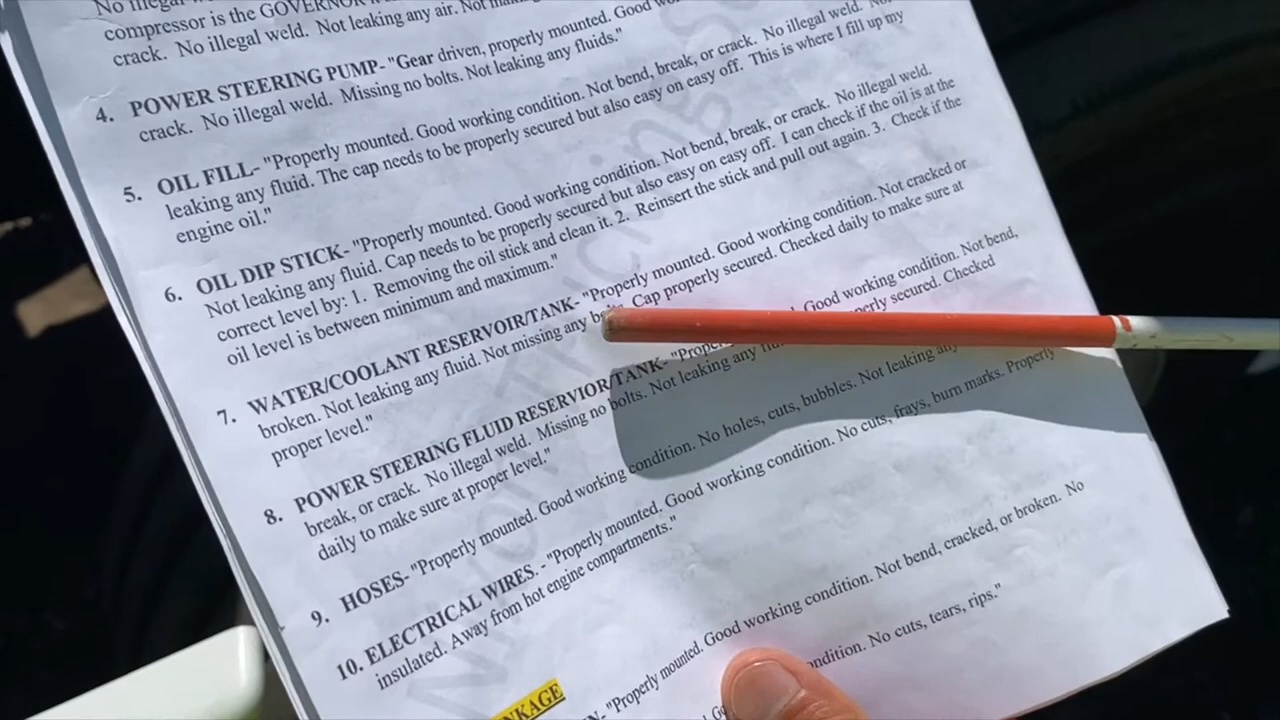 No illegal
compressor is the GOVERNOR
crack. No illegal weld. Not leaking any air. Not
4. POWER STEERING PUMP- "Gear driven, properly mounted. Good
crack. No illegal weld. Missing no bolts. Not leaking any fluids."
5. OIL FILL- "Properly mounted. Good working condition. Not bend, break, or crack. No illegal weld. Not
leaking any fluid. The cap needs to be properly secured but also easy on easy off. This is where I fill up my
engine oil."
6. OIL DIP STICK- "Properly mounted. Good working condition. Not bend, break, or crack. No illegal weld.
Not leaking any fluid. Cap needs to be properly secured but also easy on easy off. I can check if the oil is at the
correct level by: 1. Removing the oil stick and clean it. 2. Reinsert the stick and pull out again. 3. Check if the
oil level is between minimum and maximum."
7. WATER/COOLANT RESERVOIR/TANK- "Properly mounted. Good working condition. Not cracked or
broken. Not leaking any fluid. Not missing any Cap properly secured. Checked daily to make sure at
proper level."
8. POWER STEERING FLUID RESERVIOR/TANK- Good working condition. Not bend,
break, or crack. No illegal weld. Missing no bolts. Not leaking any secured. Checked
daily to make sure at proper level."
9. HOSES- "Properly mounted. Good working condition. No holes, cuts, bubbles. Not leaking any
10. ELECTRICAL WIRES. - "Properly mounted. Good working condition. No cuts, frays, burn marks. Properly
insulated. Away from hot engine compartments."
"Properly mounted. Good working condition. Not bend, cracked, or broken. No
No cuts, tears, rips."